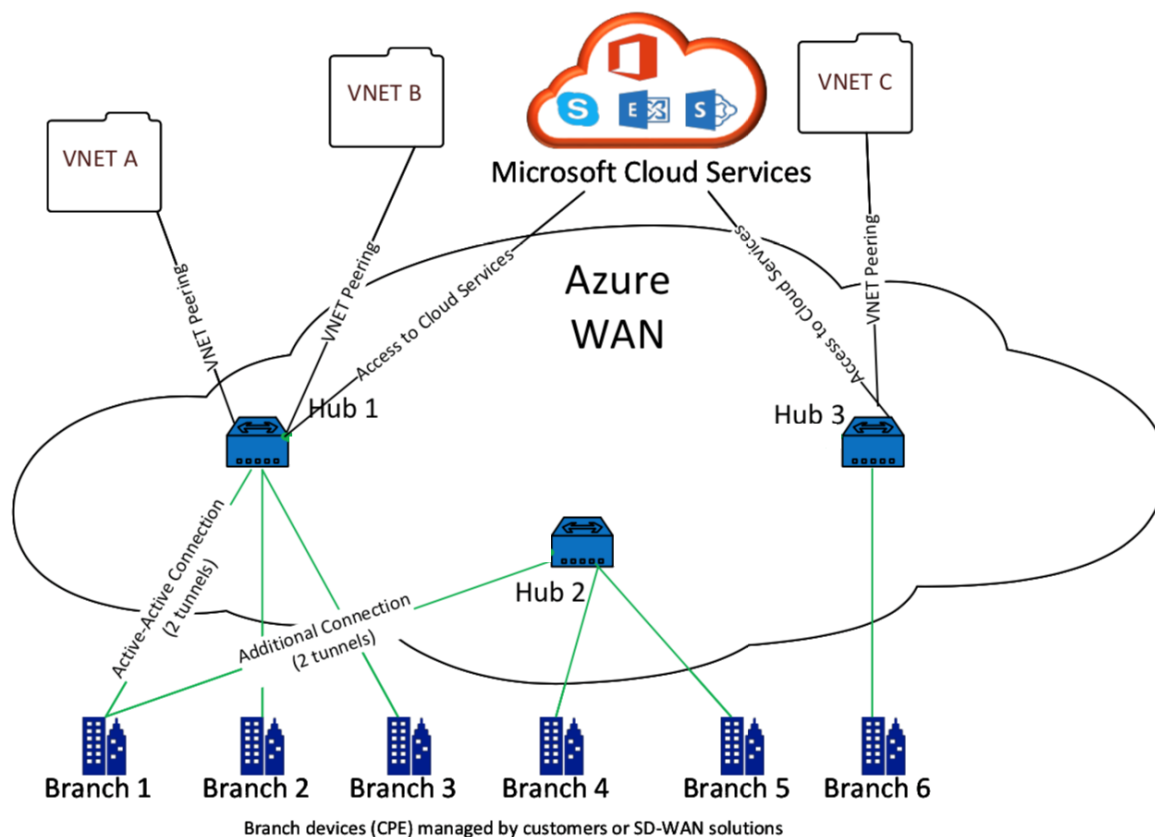 VNET A
VNET B
VNET C
S
E
S
Microsoft Cloud Services
VNET Peering
VNET Peering
Access to Cloud Services
Access to Cloud Services
VNET Peering
Azure
WAN
Hub 1
Hub 3
Hub 2
Active-Active Connection
(2 tunnels)
Additional Connection
(2 tunnels)
Branch 1
Branch 2
Branch 3
Branch 4
Branch 5
Branch 6
Branch devices (CPE) managed by customers or SD-WAN solutions